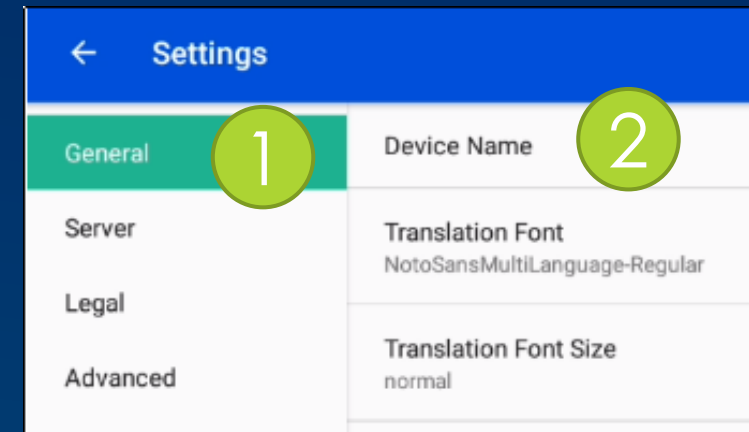 Settings
General
1
Server
Legal
Advanced
Device Name
2
Translation Font
NotoSansMultiLanguage-Regular
Translation Font Size
normal